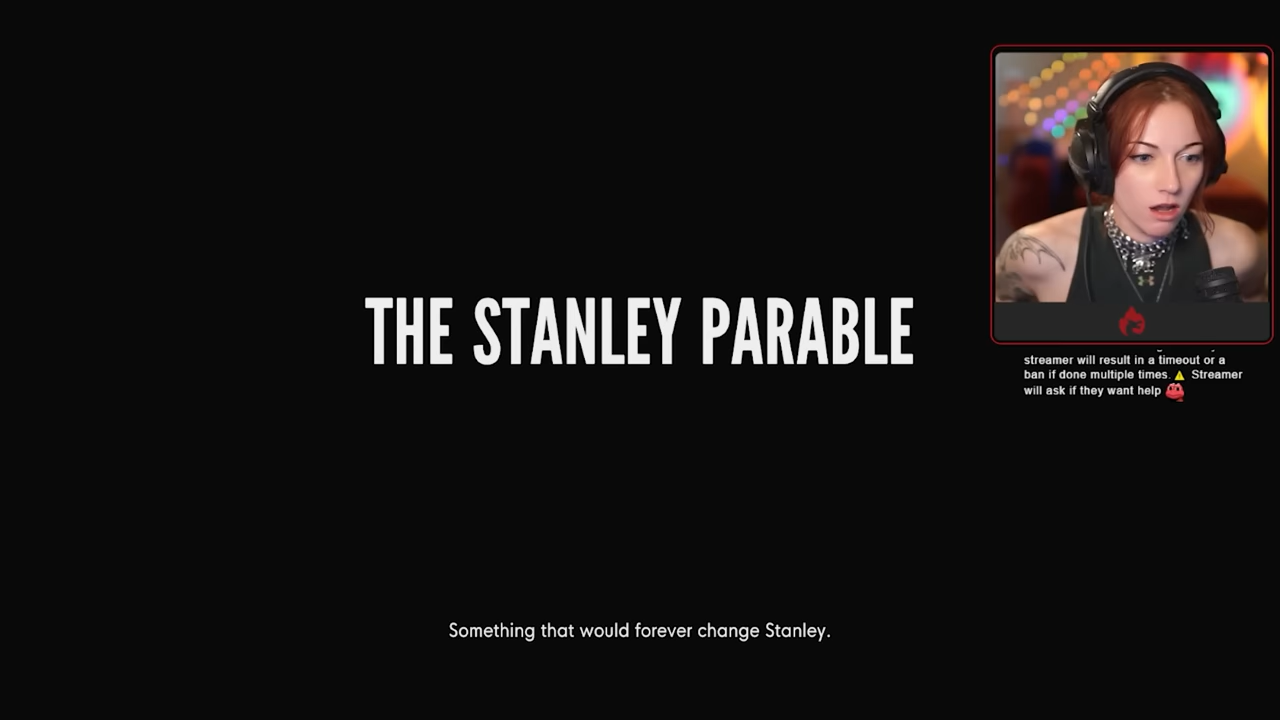 THE STANLEY PARABLE
streamer will result in a timeout or a
ban if done multiple times. ⚠ Streamer
will ask if they want help
Something that would forever change Stanley.